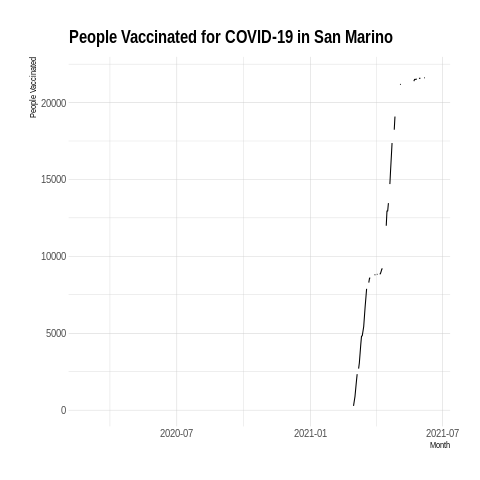 People Vaccinated for COVID-19 in San Marino
People Vaccinated
20000
15000
10000
5000
0
2020-07
2021-01
2021-07
Month